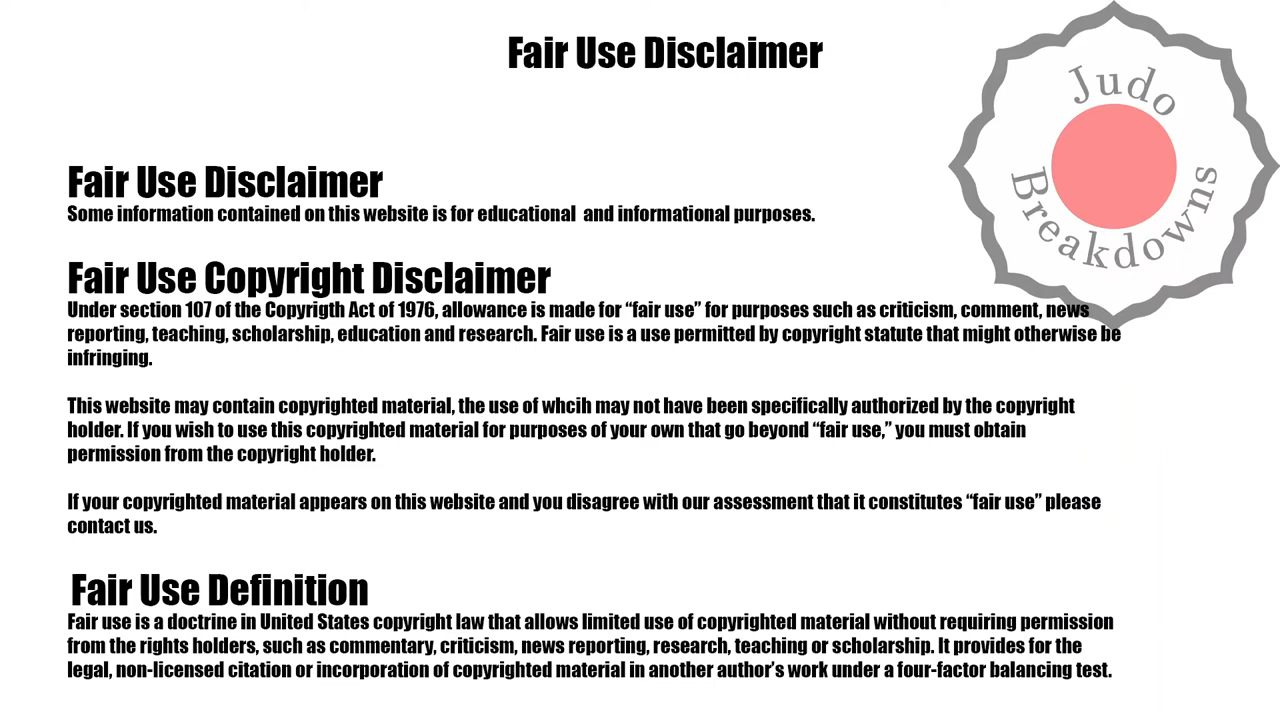 Fair Use Disclaimer
Judo
Breakdowns
Fair Use Disclaimer
Some information contained on this website is for educational  and informational purposes.
Fair Use Copyright Disclaimer
Under section 107 of the Copyrigth Act of 1976, allowance is made for “fair use” for purposes such as criticism, comment, news
reporting, teaching, scholarship, education and research. Fair use is a use permitted by copyright statute that might otherwise be
infringing.
This website may contain copyrighted material, the use of whcih may not have been specifically authorized by the copyright
holder. If you wish to use this copyrighted material for purposes of your own that go beyond “fair use,” you must obtain
permission from the copyright holder.
If your copyrighted material appears on this website and you disagree with our assessment that it constitutes “fair use” please
contact us.
Fair Use Definition
Fair use is a doctrine in United States copyright law that allows limited use of copyrighted material without requiring permission
from the rights holders, such as commentary, criticism, news reporting, research, teaching or scholarship. It provides for the
legal, non-licensed citation or incorporation of copyrighted material in another author’s work under a four-factor balancing test.